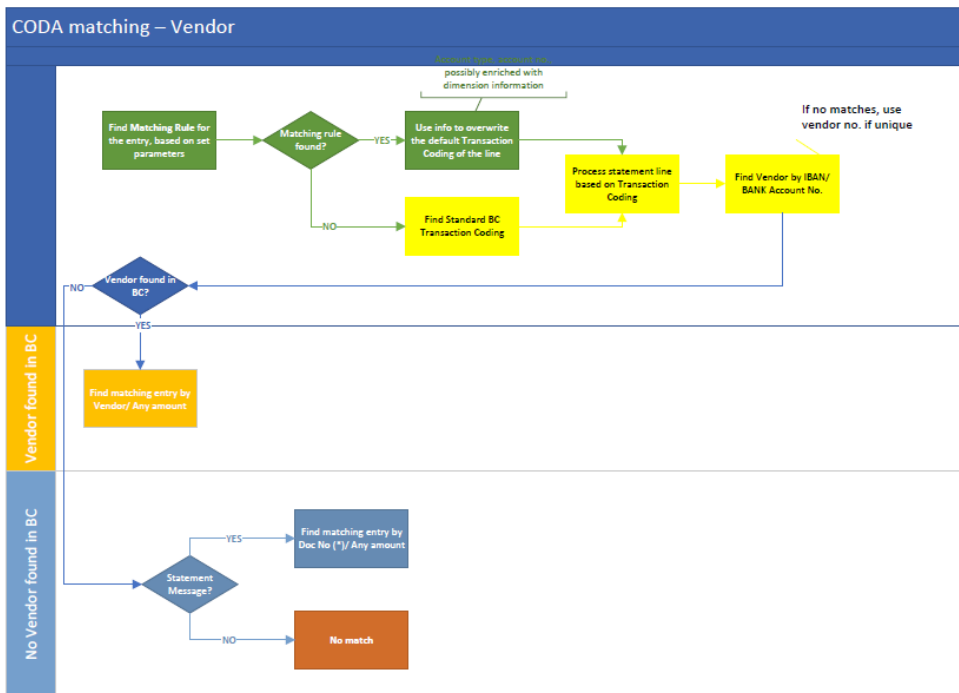 CODA matching – Vendor
Account type, account no.,
possibly enriched with
dimension information
If no matches, use
vendor no. if unique
Find Matching Rule for
the entry, based on set
parameters
Matching rule
found?
YES
Use info to overwrite
the default Transaction
Coding of the line
Process statement line
based on Transaction
Coding
Find Vendor by IBAN/
BANK Account No.
NO
Find Standard BC
Transaction Coding
Vendor found in
BC?
NO
YES
Vendor found in BC
Find matching entry by
Vendor/ Any amount
No Vendor found in BC
Statement
Message?
YES
Find matching entry by
Doc No (*)/ Any amount
NO
No match